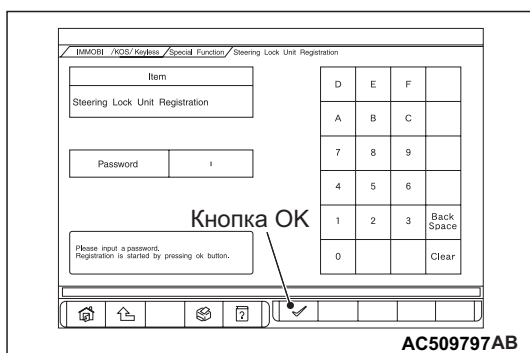 IMMOBI /KOS/ Keyless /Special Function /Steering Lock Unit Registration
Item
Steering Lock Unit Registration
Password
D E F
A B C
7 8 9
4 5 6
1 2 3 Back Space
0 Clear
Кнопка OK
Please input a password.
Registration is started by pressing ok button.
?
AC509797AB